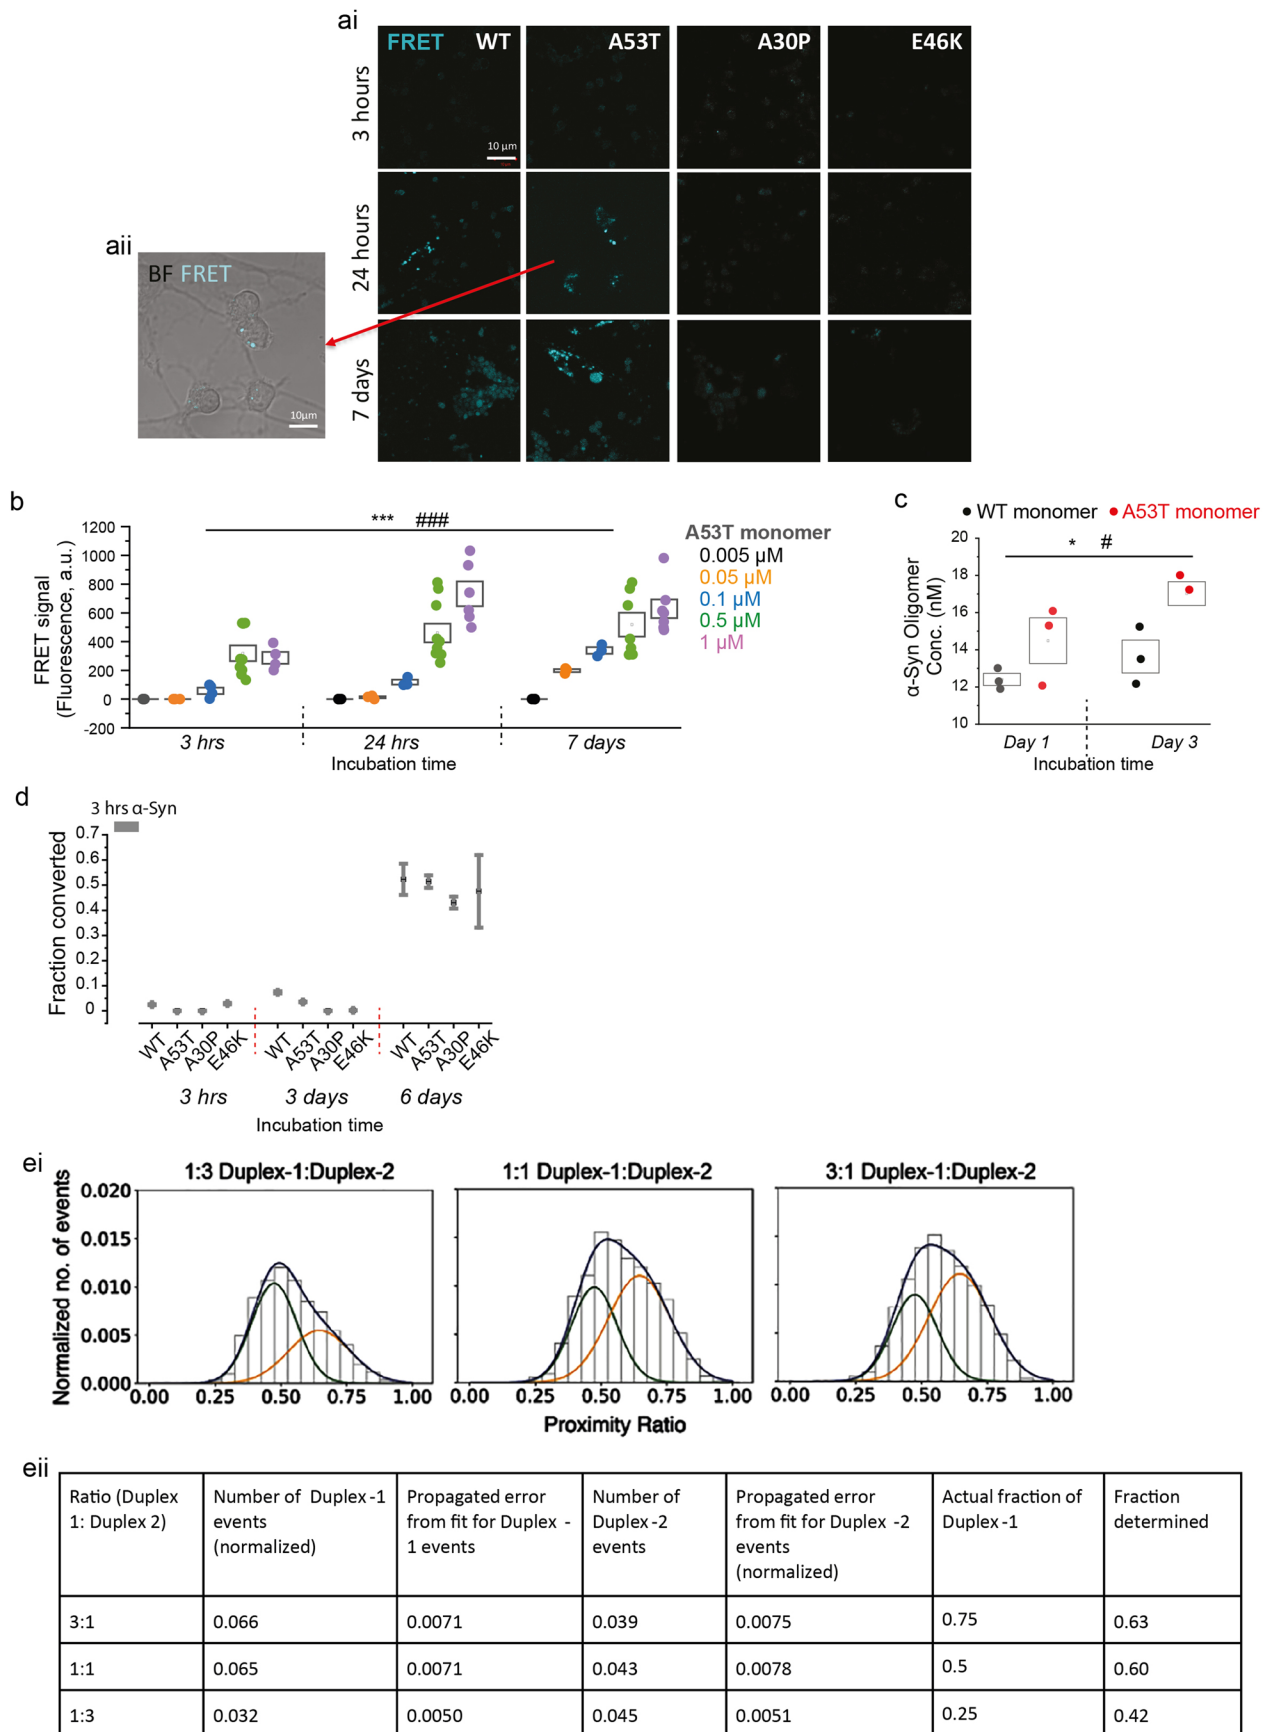 ai
FRET WT A53T A30P E46K
3 hours
10 µm
24 hours
aii
BF FRET
10µm
7 days
b
1200
1000
800
600
400
200
0
-200
FRET signal
(Fluorescence, a.u.)
*** ###
3 hrs 24 hrs 7 days
Incubation time
A53T monomer
0.005 µM
0.05 µM
0.1 µM
0.5 µM
1 µM
c
WT monomer A53T monomer
20
18
16
14
12
10
α-Syn Oligomer
Conc. (nM)
* #
Day 1 Day 3
Incubation time
d
3 hrs α-Syn
0.7
0.6
0.5
0.4
0.3
0.2
0.1
0
Fraction converted
WT A53T A30P E46K WT A53T A30P E46K WT A53T A30P E46K
3 hrs 3 days 6 days
Incubation time
ei
1:3 Duplex-1:Duplex-2 1:1 Duplex-1:Duplex-2 3:1 Duplex-1:Duplex-2
Normalized no. of events
0.020
0.015
0.010
0.005
0.000
0.00 0.25 0.50 0.75 1.00 0.00 0.25 0.50 0.75 1.00 0.00 0.25 0.50 0.75 1.00
Proximity Ratio
eii
Ratio (Duplex
1: Duplex 2)
Number of Duplex -1
events
(normalized)
Propagated error
from fit for Duplex -
1 events
Number of
Duplex -2
events
Propagated error
from fit for Duplex -2
events
(normalized)
Actual fraction of
Duplex -1
Fraction
determined
3:1 0.066 0.0071 0.039 0.0075 0.75 0.63
1:1 0.065 0.0071 0.043 0.0078 0.5 0.60
1:3 0.032 0.0050 0.045 0.0051 0.25 0.42